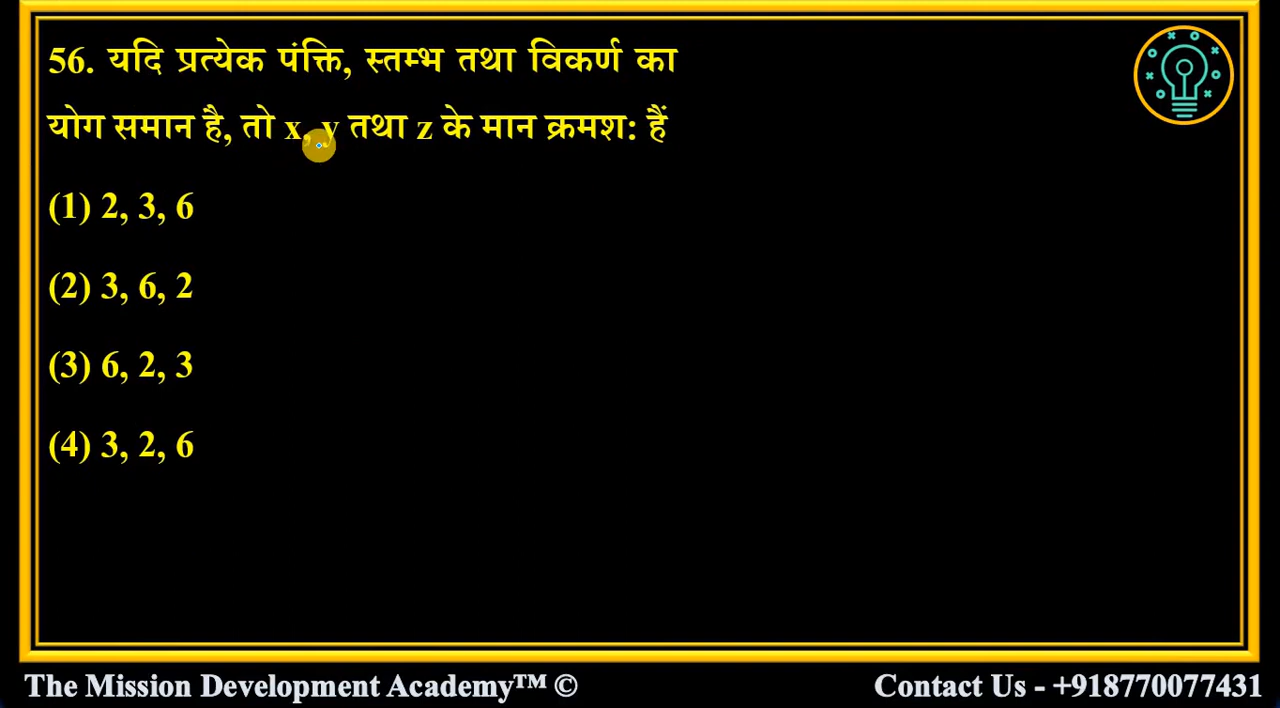 56. यदि प्रत्येक पंक्ति, स्तम्भ तथा विकर्ण का
योग समान है, तो x, y तथा z के मान क्रमश: हैं
(1) 2, 3, 6
(2) 3, 6, 2
(3) 6, 2, 3
(4) 3, 2, 6
The Mission Development Academy™ ©
Contact Us - +918770077431